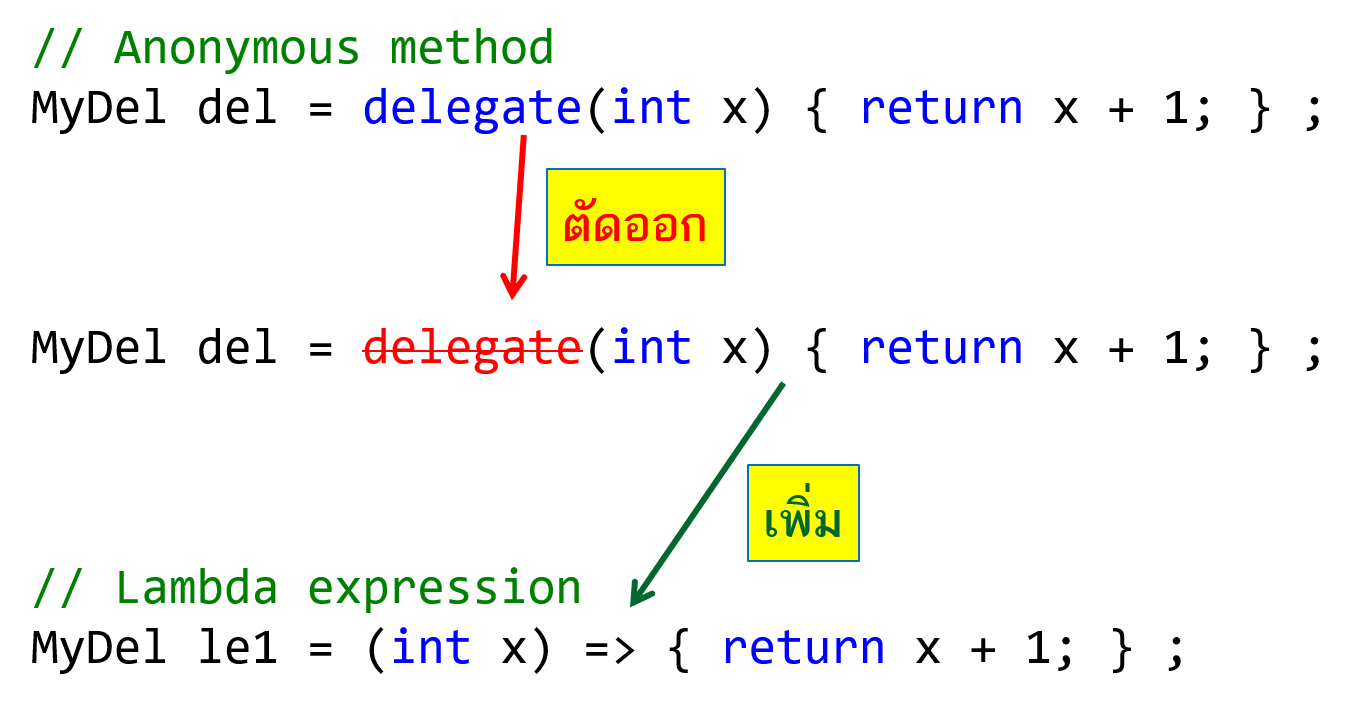 // Anonymous method
MyDel del = delegate(int x) { return x + 1; } ;
ตัดออก
MyDel del = delegate(int x) { return x + 1; } ;
เพิ่ม
// Lambda expression
MyDel le1 = (int x) => { return x + 1; } ;